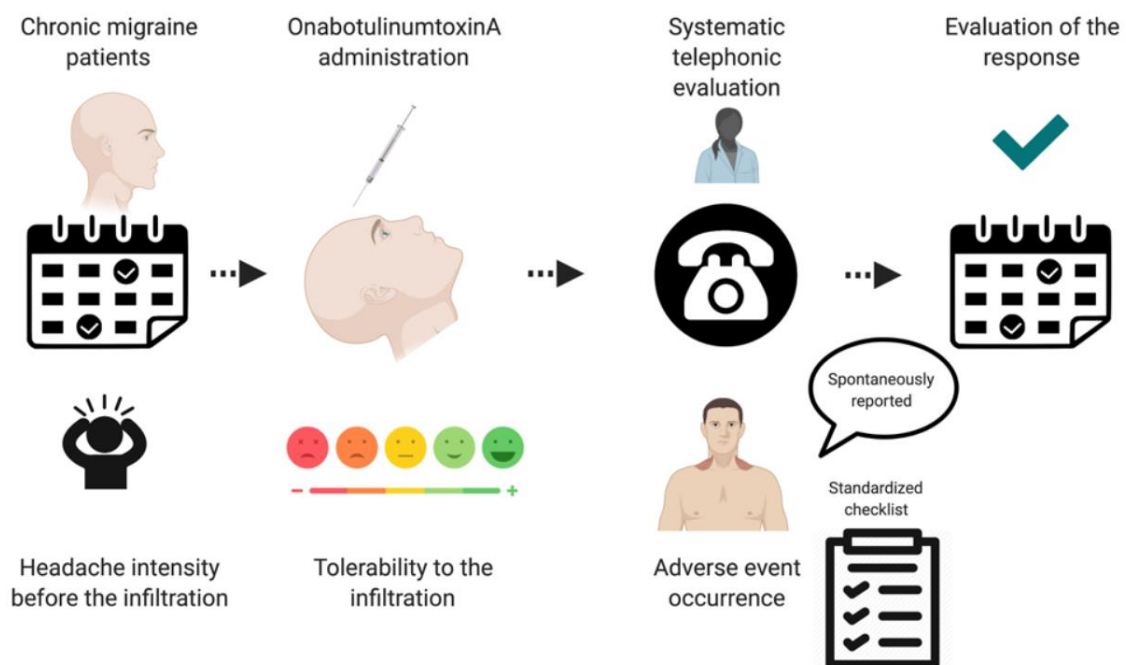 Chronic migraine
patients
OnabotulinumtoxinA
administration
Systematic
telephonic
evaluation
Evaluation of the
response
Spontaneously
reported
Standardized
checklist
Headache intensity
before the infiltration
Tolerability to the
infiltration
Adverse event
occurrence